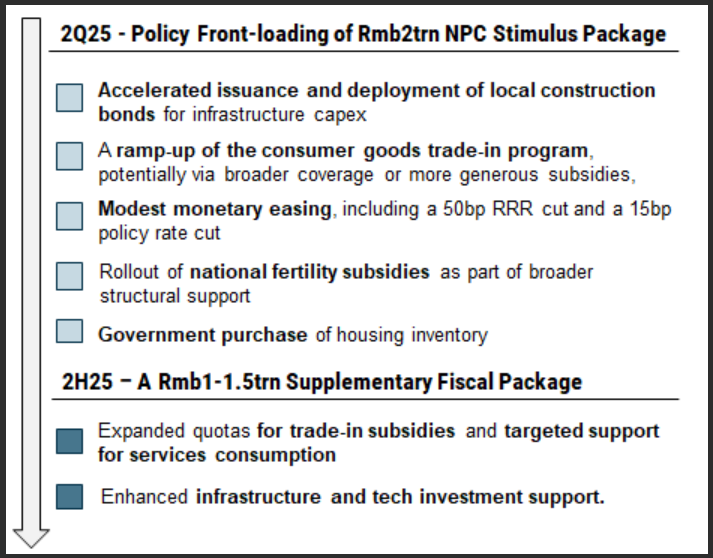 2Q25 - Policy Front-loading of Rmb2trn NPC Stimulus Package
Accelerated issuance and deployment of local construction
bonds for infrastructure capex
A ramp-up of the consumer goods trade-in program,
potentially via broader coverage or more generous subsidies,
Modest monetary easing, including a 50bp RRR cut and a 15bp
policy rate cut
Rollout of national fertility subsidies as part of broader
structural support
Government purchase of housing inventory
2H25 – A Rmb1-1.5trn Supplementary Fiscal Package
Expanded quotas for trade-in subsidies and targeted support
for services consumption
Enhanced infrastructure and tech investment support.